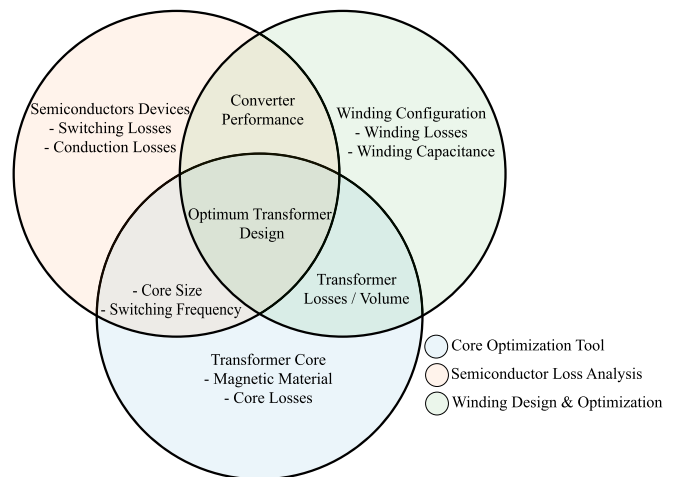 Semiconductors Devices
- Switching Losses
- Conduction Losses
Converter
Performance
Winding Configuration
- Winding Losses
- Winding Capacitance
Optimum Transformer
Design
- Core Size
- Switching Frequency
Transformer
Losses / Volume
Transformer Core
- Magnetic Material
- Core Losses
Core Optimization Tool
Semiconductor Loss Analysis
Winding Design & Optimization